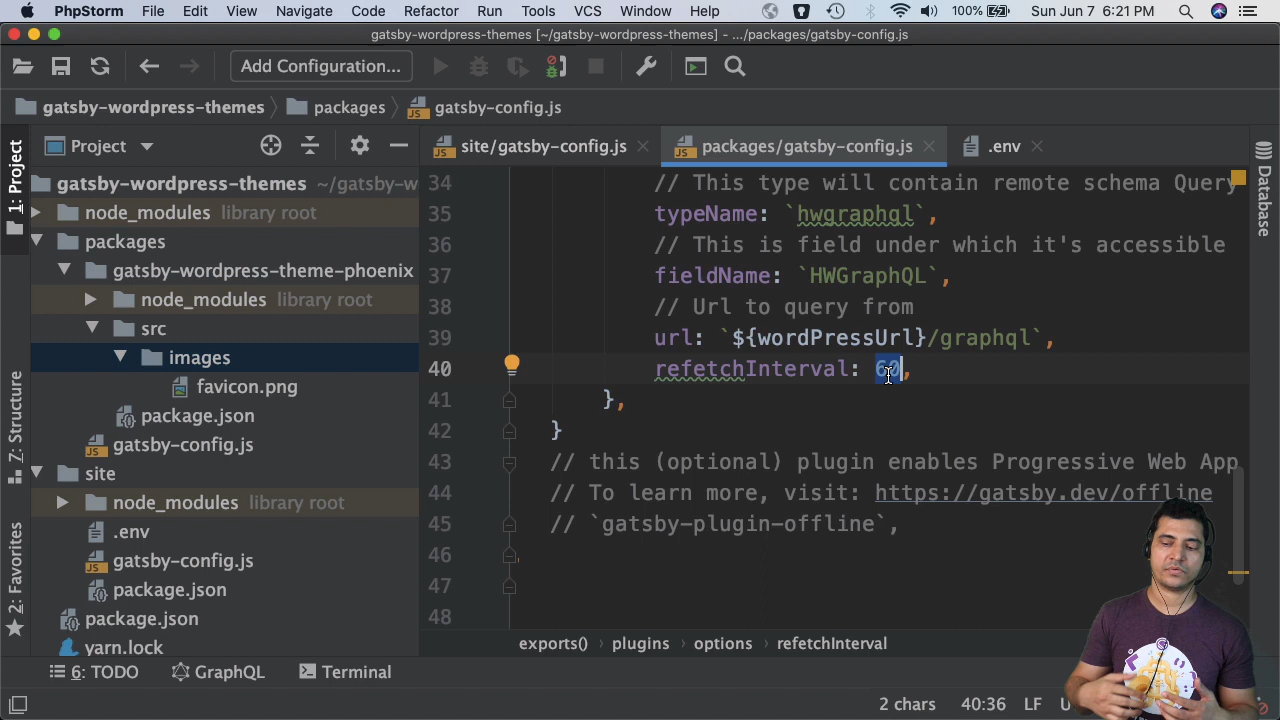 PhpStorm File Edit View Navigate Code Refactor Run Tools VCS Window Help 100% Sun Jun 7 6:21 PM
gatsby-wordpress-themes [~/gatsby-wordpress-themes] - .../packages/gatsby-config.js
Add Configuration...
gatsby-wordpress-themes packages gatsby-config.js
Project
site/gatsby-config.js packages/gatsby-config.js .env
1: Project
Z: Structure
2: Favorites
Database
gatsby-wordpress-themes ~/gatsby-w
node_modules library root
packages
gatsby-wordpress-theme-phoenix
node_modules library root
src
images
favicon.png
package.json
gatsby-config.js
site
node_modules library root
.env
gatsby-config.js
package.json
package.json
yarn.lock
34 // This type will contain remote schema Query
35 typeName: `hwgraphql`,
36 // This is field under which it's accessible
37 fieldName: `HWGraphQL`,
38 // Url to query from
39 url: `${wordPressUrl}/graphql`,
40 refetchInterval: 60,
41 },
42 }
43 // this (optional) plugin enables Progressive Web App
44 // To learn more, visit: https://gatsby.dev/offline
45 // `gatsby-plugin-offline`,
46
47
48
exports() plugins options refetchInterval
6: TODO GraphQL Terminal
2 chars 40:36 LF